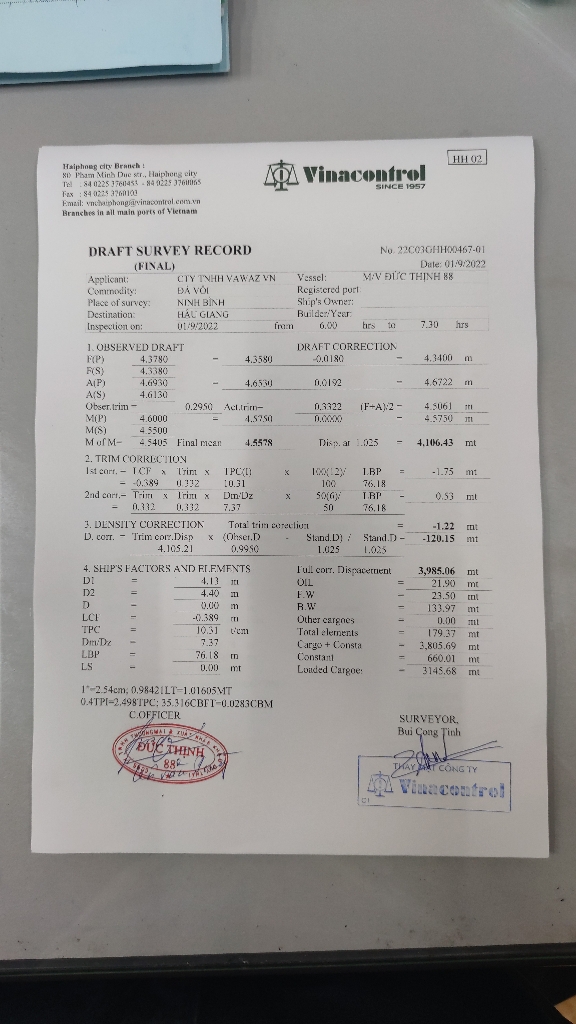 Haiphong city Branch :
80 Pham Minh Duc str., Haiphong city
Tel : 84 0225 3760453 - 84 0225 3760065
Fax : 84 0225 3760103
Email: vnchaiphong@vinacontrol.com.vn
Branches in all main ports of Vietnam
Vinacontrol
SINCE 1957
HH 02
DRAFT SURVEY RECORD
(FINAL)
No. 22C03GHH00467-01
Date: 01/9/2022
Applicant: CTY TNHH VAWAZ VN Vessel: M/V ĐỨC THỊNH 88
Commodity: ĐÁ VÔI Registered port:
Place of survey: NINH BÌNH Ship's Owner:
Destination: HẬU GIANG Builder/Year:
Inspection on: 01/9/2022 from 6.00 hrs to 7.30 hrs
1. OBSERVED DRAFT DRAFT CORRECTION
F(P) 4.3780 = 4.3580 -0.0180 = 4.3400 m
F(S) 4.3380
A(P) 4.6930 = 4.6530 0.0192 = 4.6722 m
A(S) 4.6130
Obser.trim = 0.2950 Act.trim= 0.3322 (F+A)/2 = 4.5061 m
M(P) 4.6000 = 4.5750 0.0000 = 4.5750 m
M(S) 4.5500
M of M= 4.5405 Final mean 4.5578 Disp. at 1.025 = 4,106.43 mt
2. TRIM CORRECTION
1st corr. = LCF x Trim x TPC(I) x 100(12)/ LBP = -1.75 mt
= -0.389 0.332 10.31 100 76.18
2nd corr.= Trim x Trim x Dm/Dz x 50(6)/ LBP = 0.53 mt
= 0.332 0.332 7.37 50 76.18
3. DENSITY CORRECTION Total trim corection = -1.22 mt
D. corr. = Trim corr.Disp x (Obser.D - Stand.D) / Stand.D = -120.15 mt
4.105.21 0.9950 1.025 1.025
4. SHIP'S FACTORS AND ELEMENTS Full corr. Dispacement 3,985.06 mt
D1 = 4.13 m OIL = 21.90 mt
D2 = 4.40 m F.W = 23.50 mt
D = 0.00 m B.W = 133.97 mt
LCF = -0.389 m Other cargoes = 0.00 mt
TPC = 10.31 t/cm Total elements = 179.37 mt
Dm/Dz = 7.37 Cargo + Consta = 3,805.69 mt
LBP = 76.18 m Constant = 660.01 mt
LS = 0.00 mt Loaded Cargoes = 3145.68 mt
1"=2.54cm; 0.9842 1LT=1.01605MT
0.4TPI=2.498TPC; 35.316CBFT=0.0283CBM
C.OFFICER
SURVEYOR,
Bui Cong Tinh
ĐỨC THỊNH
88
THAY MẶT CÔNG TY
Vinacontrol